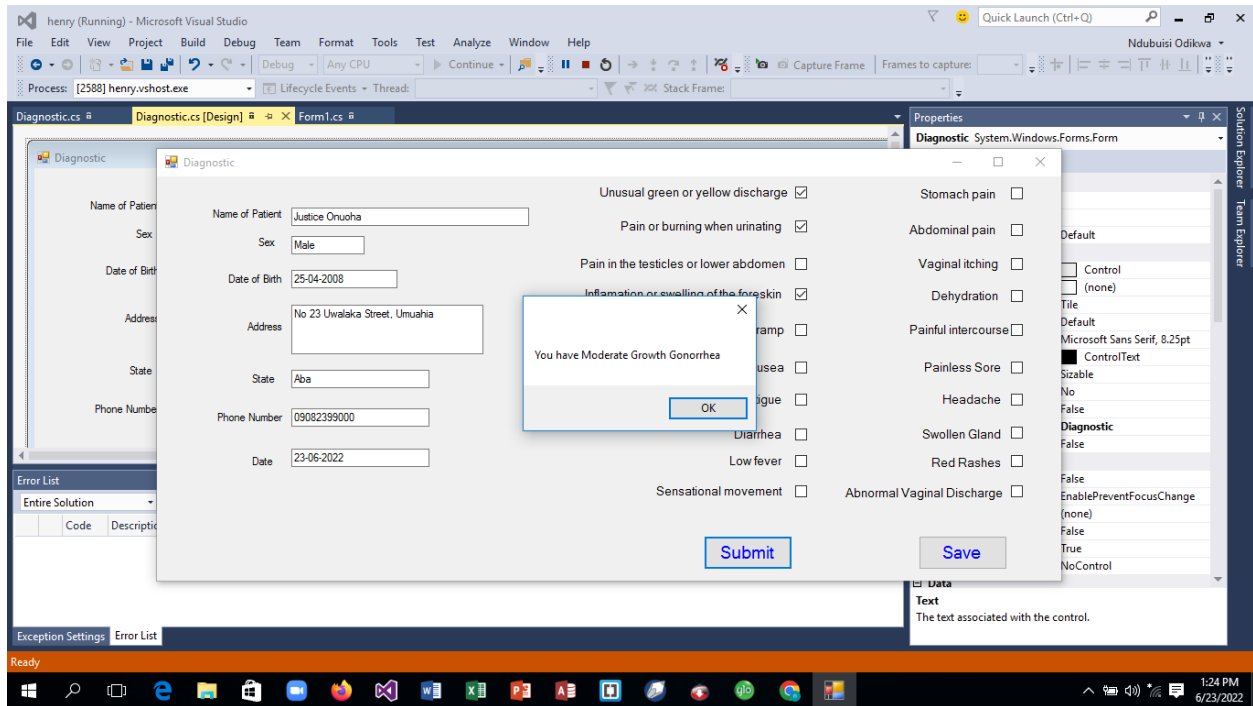 henry (Running) - Microsoft Visual Studio
Quick Launch (Ctrl+Q)
File Edit View Project Build Debug Team Format Tools Test Analyze Window Help
Ndubuisi Odikwa
Debug Any CPU Continue Capture Frame Frames to capture:
Process: [2588] henry.vshost.exe Lifecycle Events Thread: Stack Frame:
Diagnostic.cs Diagnostic.cs [Design] Form1.cs
Diagnostic
Name of Patien
Sex
Date of Birth
Address
State
Phone Numbe
Diagnostic
Name of Patient Justice Onuoha
Sex Male
Date of Birth 25-04-2008
Address No 23 Uwalaka Street, Umuahia
State Aba
Phone Number 09082399000
Date 23-06-2022
Unusual green or yellow discharge
Pain or burning when urinating
Pain in the testicles or lower abdomen
Inflamation or swelling of the foreskin
ramp
usea
igue
Diarrhea
Low fever
Sensational movement
Stomach pain
Abdominal pain
Vaginal itching
Dehydration
Painful intercourse
Painless Sore
Headache
Swollen Gland
Red Rashes
Abnormal Vaginal Discharge
You have Moderate Growth Gonorrhea
OK
Submit
Save
Properties
Diagnostic System.Windows.Forms.Form
Default
Control
(none)
Tile
Default
Microsoft Sans Serif, 8.25pt
ControlText
Sizable
No
False
Diagnostic
False
False
EnablePreventFocusChange
(none)
False
True
NoControl
Data
Text
The text associated with the control.
Solution Explorer
Team Explorer
Error List
Entire Solution
Code Descriptio
Exception Settings Error List
Ready
1:24 PM
6/23/2022